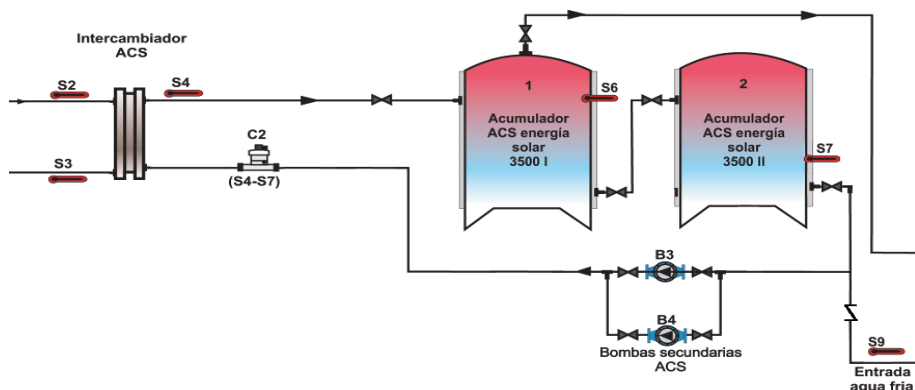 Intercambiador
ACS
S2
S4
S3
C2
(S4-S7)
1
Acumulador
ACS energía
solar
3500 l
S6
2
Acumulador
ACS energía
solar
3500 ll
S7
B3
B4
Bombas secundarias
ACS
S9
Entrada
agua fria